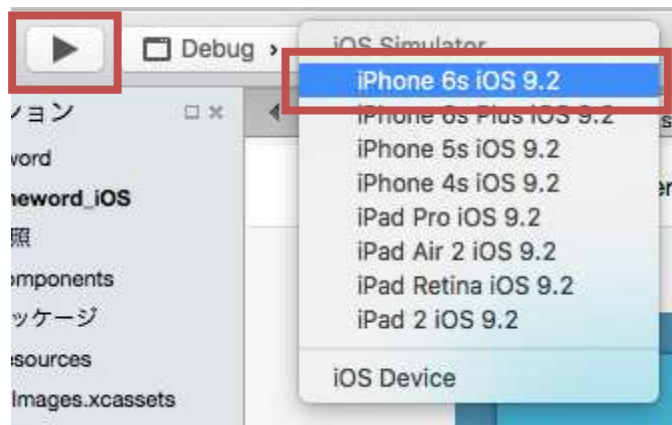 Debug
iOS Simulator
iPhone 6s iOS 9.2
iPhone 6s Plus iOS 9.2
iPhone 5s iOS 9.2
iPhone 4s iOS 9.2
iPad Pro iOS 9.2
iPad Air 2 iOS 9.2
iPad Retina iOS 9.2
iPad 2 iOS 9.2
iOS Device
ション
word
neword_iOS
照
omponents
ッケージ
esources
Images.xcassets